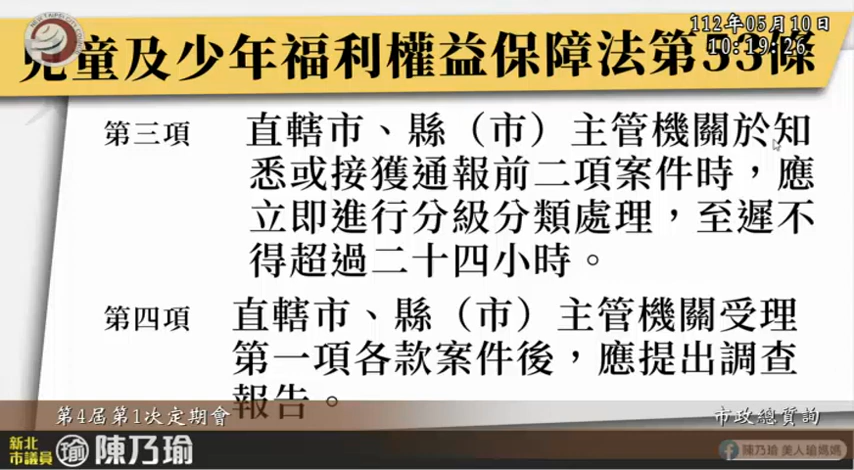 112年05月10日
10:19:26
兒童及少年福利權益保障法第53條
第三項
直轄市、縣（市）主管機關於知
悉或接獲通報前二項案件時，應
立即進行分級分類處理，至遲不
得超過二十四小時。
第四項
直轄市、縣（市）主管機關受理
第一項各款案件後，應提出調查
報告。
第4屆第1次定期會
市政總質詢
新北
市議員
瑜 陳乃瑜
陳乃瑜 美人瑜媽媽